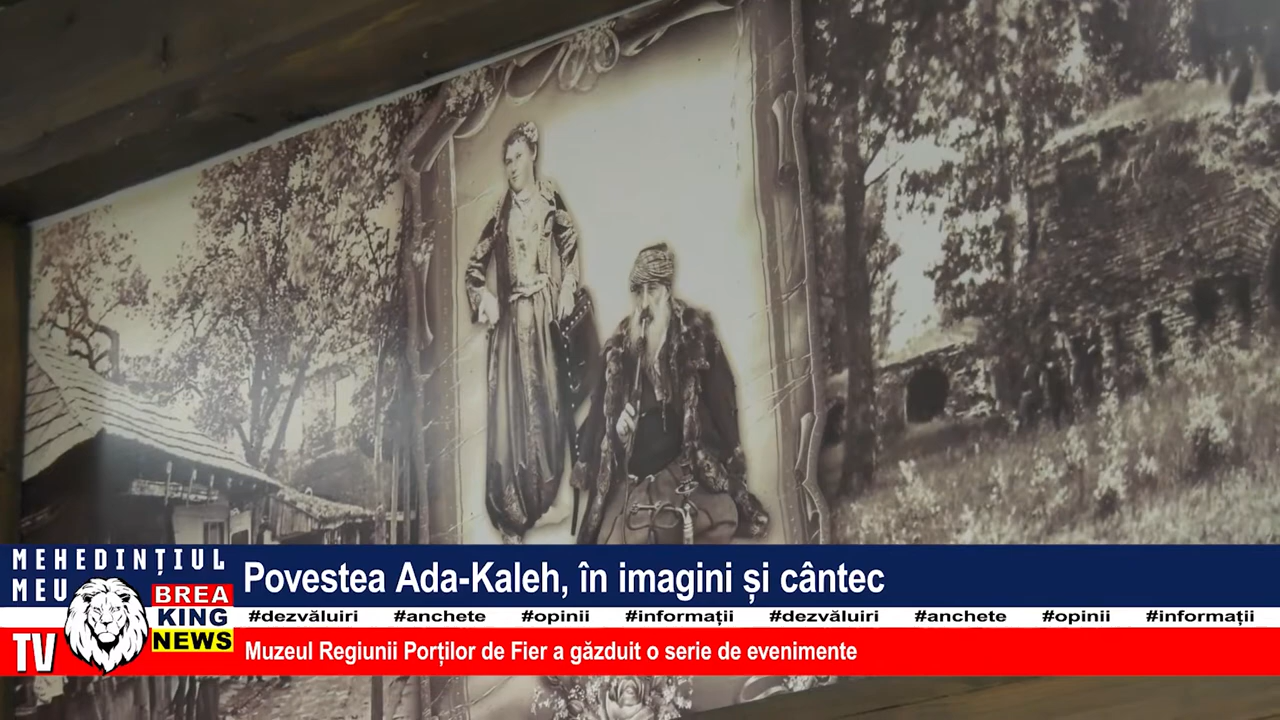 MEHEDINȚIUL
MEU
TV
BREA
KING
NEWS
Povestea Ada-Kaleh, în imagini și cântec
#dezvăluiri #anchete #opinii #informații #dezvăluiri #anchete #opinii #informații
Muzeul Regiunii Porților de Fier a găzduit o serie de evenimente